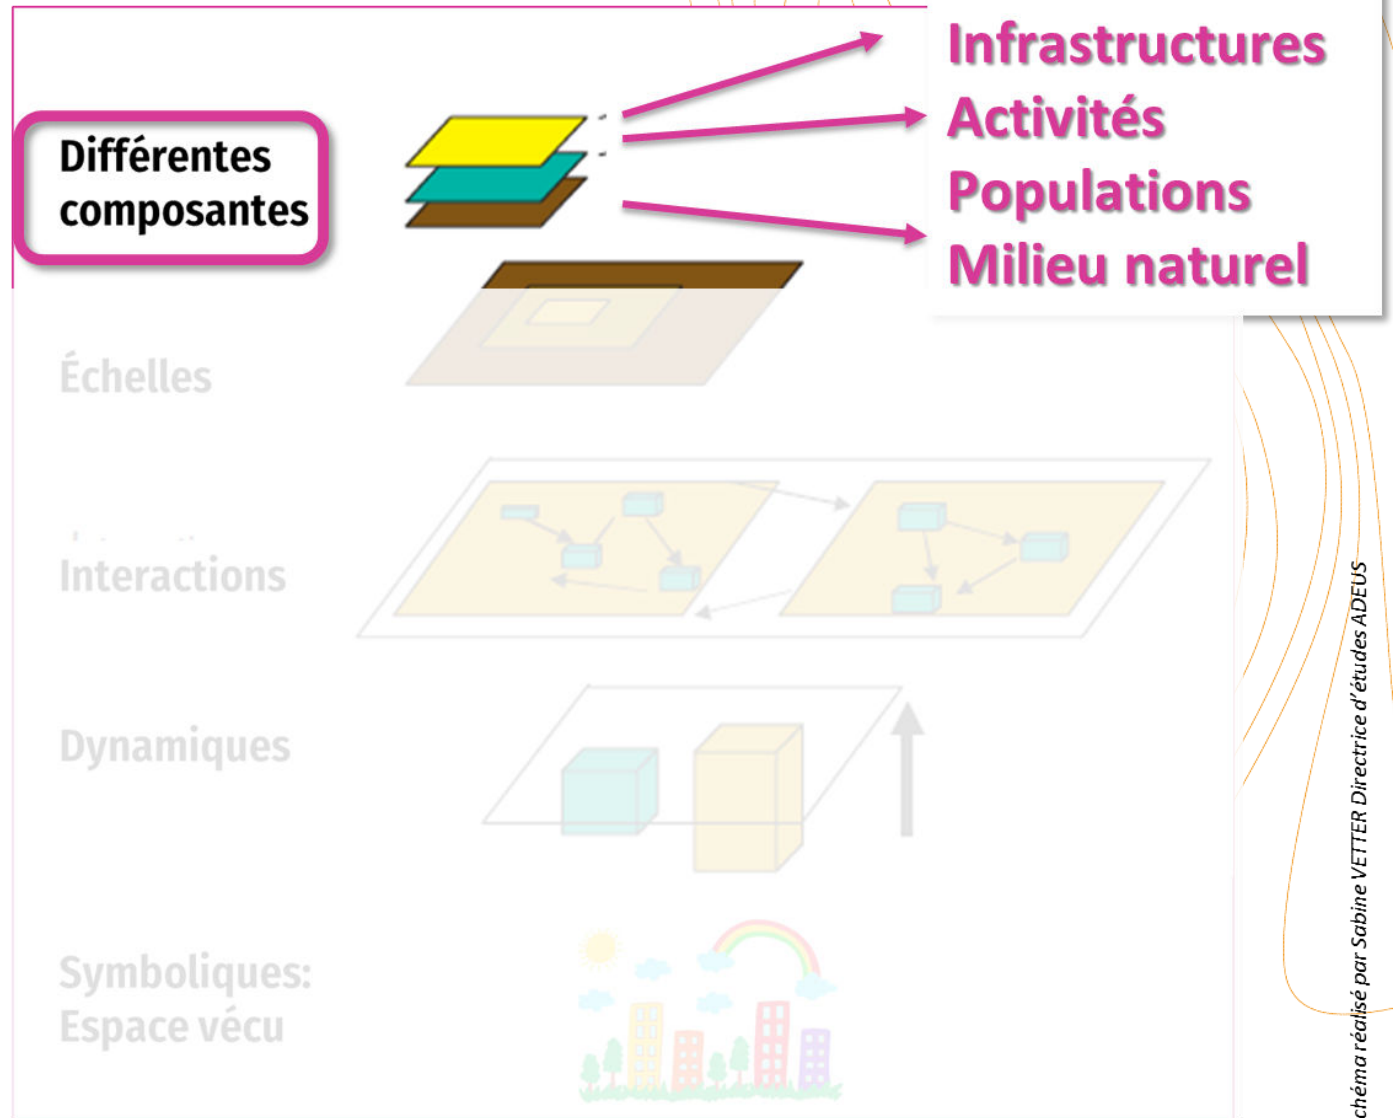 Infrastructures
Activités
Populations
Milieu naturel
Différentes
composantes
Échelles
Interactions
Dynamiques
Symboliques:
Espace vécu
chéma réalisé par Sabine VETTER Directrice d'études ADEUS